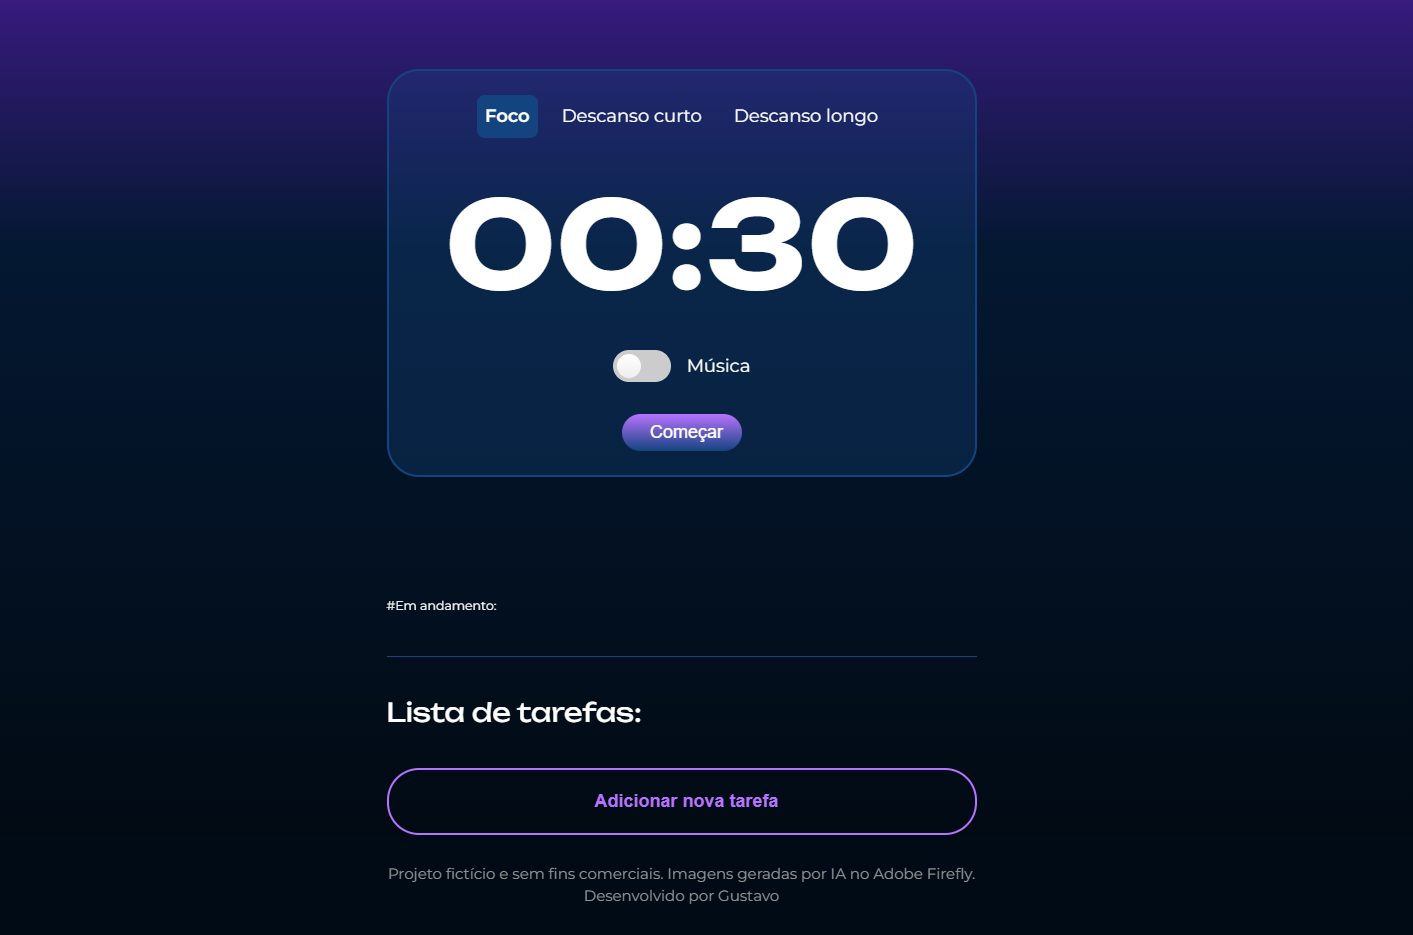 Foco Descanso curto Descanso longo
00:30
Música
Começar
#Em andamento:
Lista de tarefas:
Adicionar nova tarefa
Projeto fictício e sem fins comerciais. Imagens geradas por IA no Adobe Firefly.
Desenvolvido por Gustavo